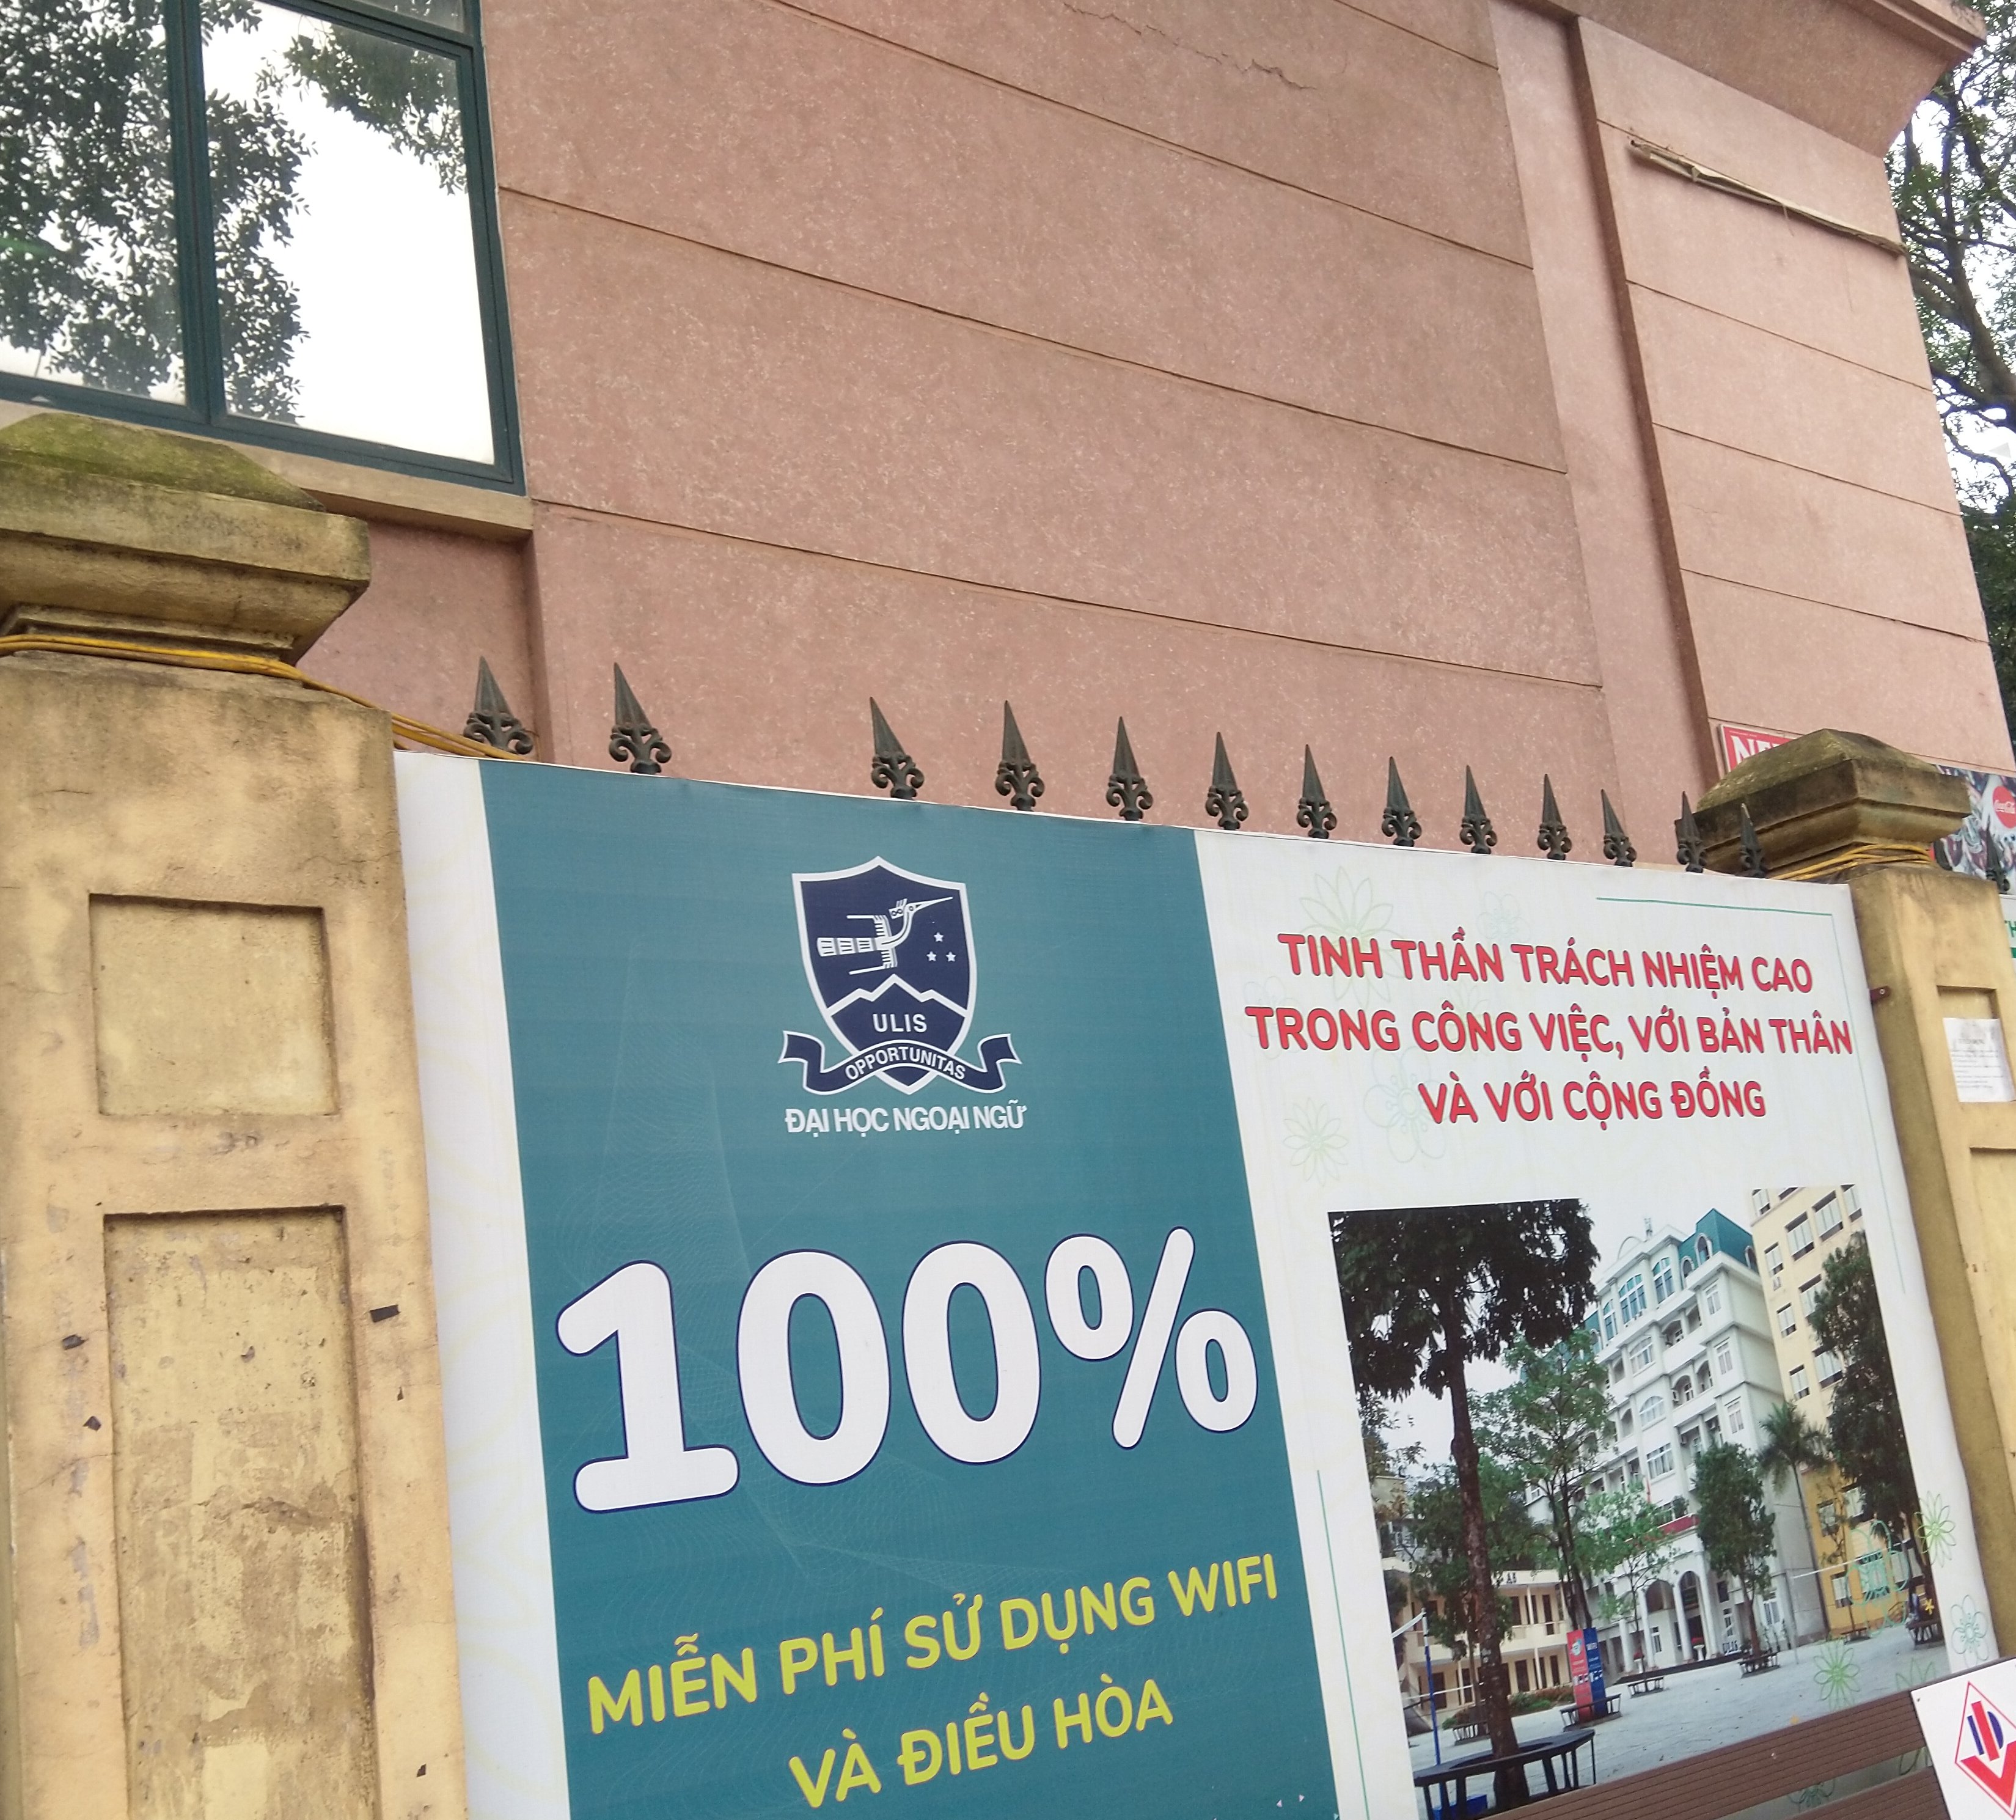 ULIS
OPPORTUNITAS
ĐẠI HỌC NGOẠI NGỮ
100%
MIỄN PHÍ SỬ DỤNG WIFI
VÀ ĐIỀU HÒA
TINH THẦN TRÁCH NHIỆM CAO
TRONG CÔNG VIỆC, VỚI BẢN THÂN
VÀ VỚI CỘNG ĐỒNG